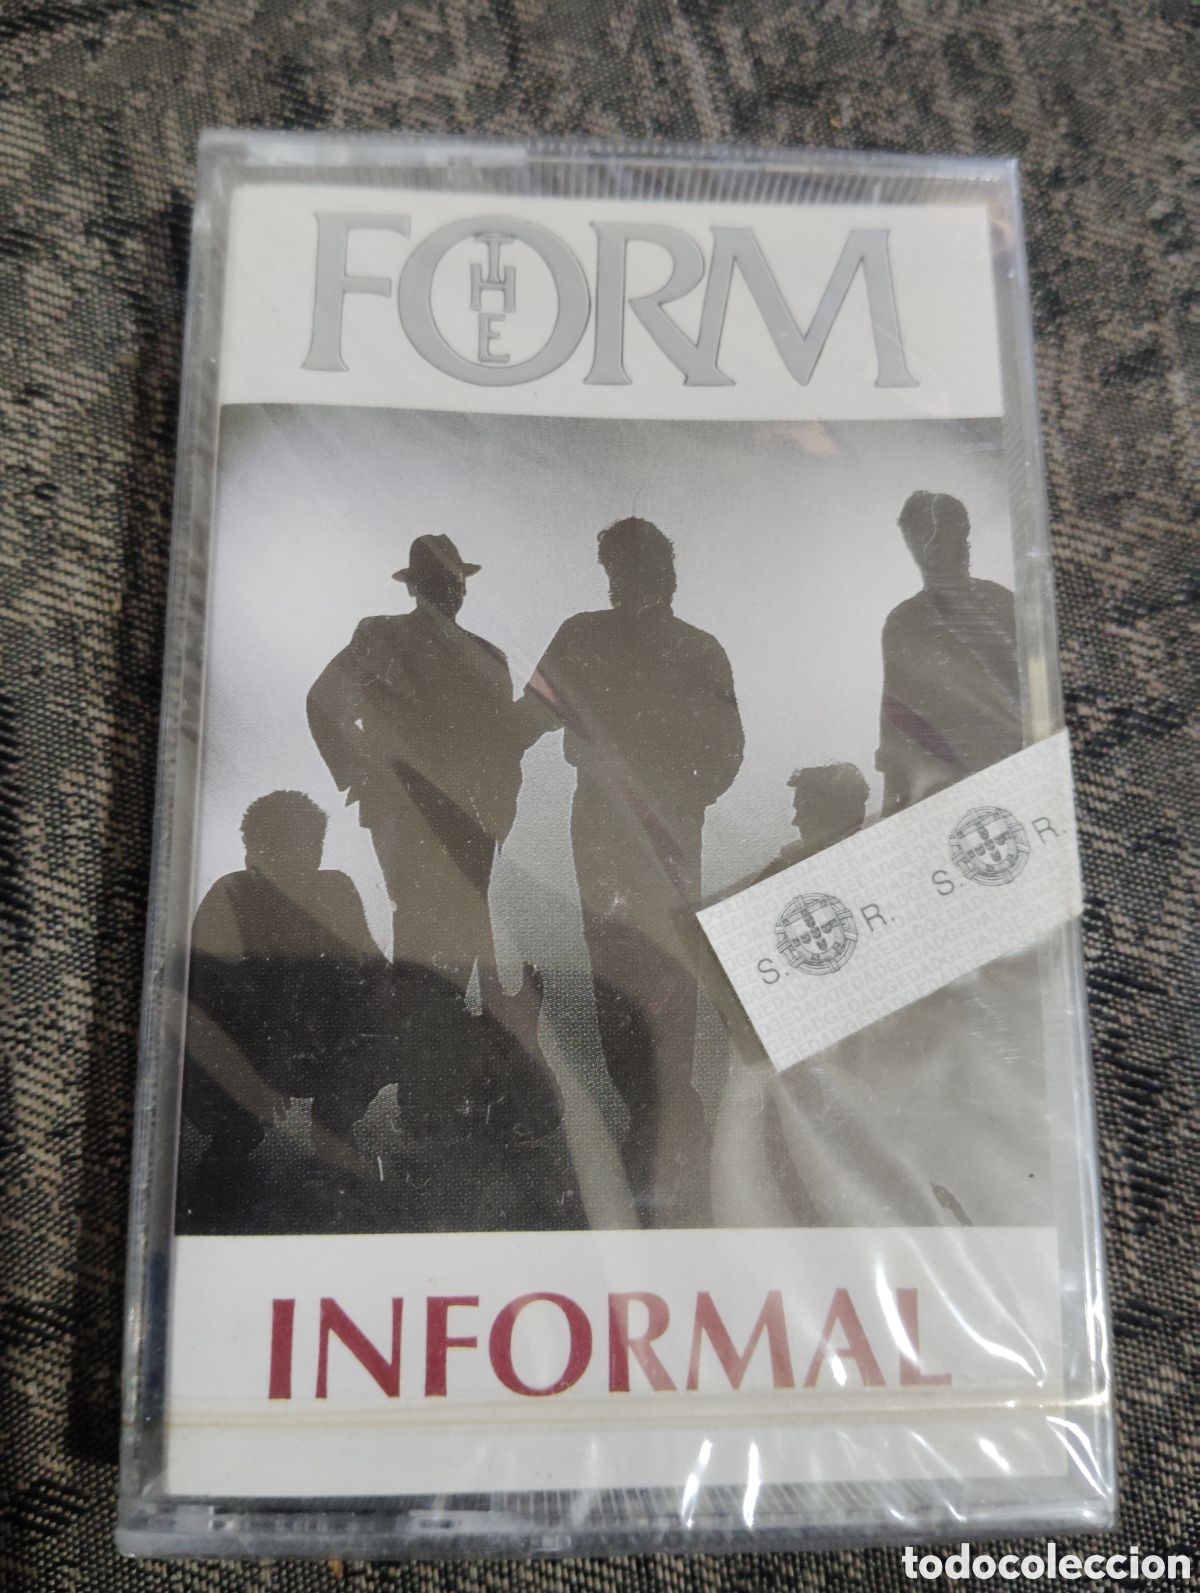 THE
FORM
S. R. S. R.
INFORMAL
todocoleccion